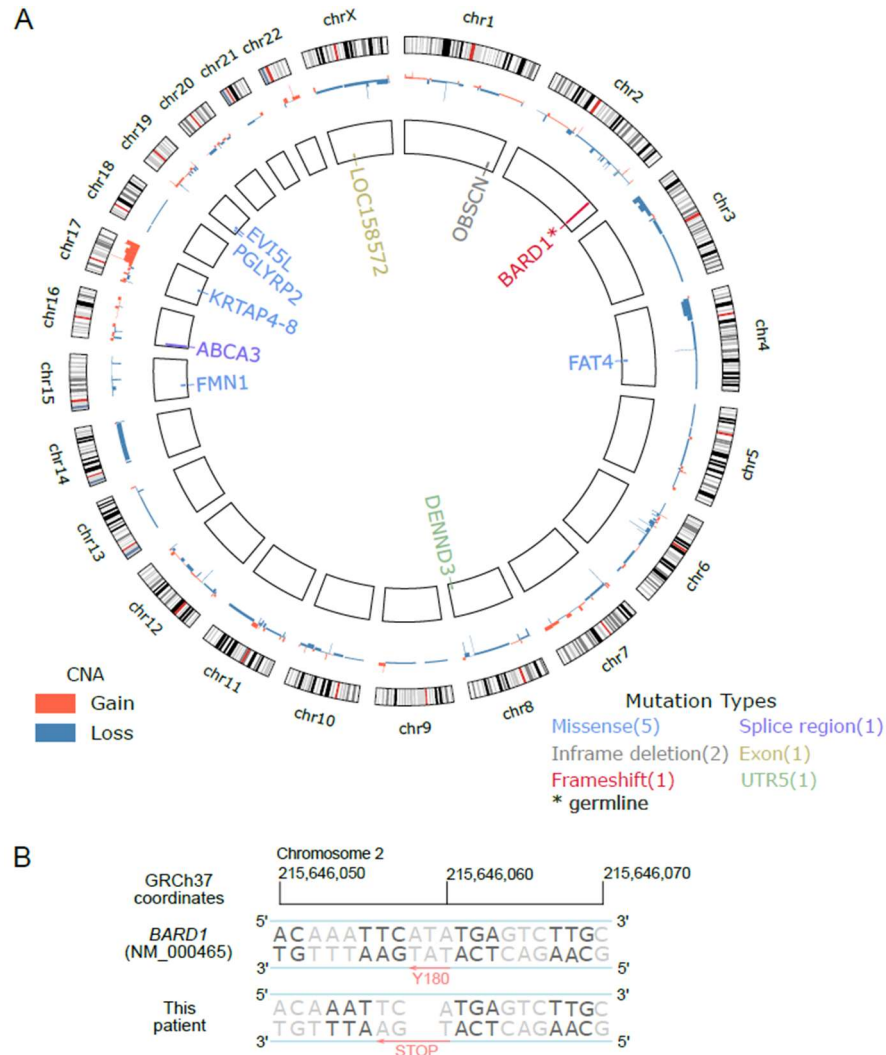 A
chr1
chr2
chr3
chr4
chr5
chr6
chr7
chr8
chr9
chr10
chr11
chr12
chr13
chr14
chr15
chr16
chr17
chr18
chr19
chr20
chr21
chr22
chrX
LOC158572
OBSCN
BARD1*
FAT4
DENND3
FMN1
ABCA3
KRTAP4-8
PGLYRP2
EVI5L
CNA
Gain
Loss
Mutation Types
Missense(5) Splice region(1)
Inframe deletion(2) Exon(1)
Frameshift(1) UTR5(1)
* germline
B
Chromosome 2
GRCh37
coordinates
215,646,050 215,646,060 215,646,070
5' 3'
BARD1
(NM_000465)
ACAAATTCATATGAGTCTTGC
TGTTTAAGTATACTCAGAACG
3' 5'
Y180
5' 3'
This
patient
ACAAATTC ATGAGTCTTGC
TGTTTAAG TACTCAGAACG
3' 5'
STOP